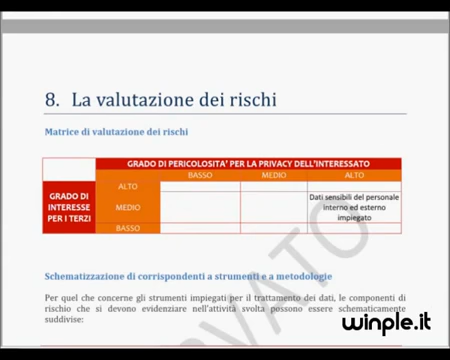 8. La valutazione dei rischi
Matrice di valutazione dei rischi
GRADO DI PERICOLOSITA' PER LA PRIVACY DELL'INTERESSATO
BASSO MEDIO ALTO
GRADO DI
INTERESSE
PER I TERZI
ALTO
MEDIO
Dati sensibili del personale
interno ed esterno
impiegato
BASSO
Schematizzazione di corrispondenti a strumenti e a metodologie
Per quel che concerne gli strumenti impiegati per il trattamento dei dati, le componenti di
rischio che si devono evidenziare nell'attività svolta possono essere schematicamente
suddivise:
winple.it